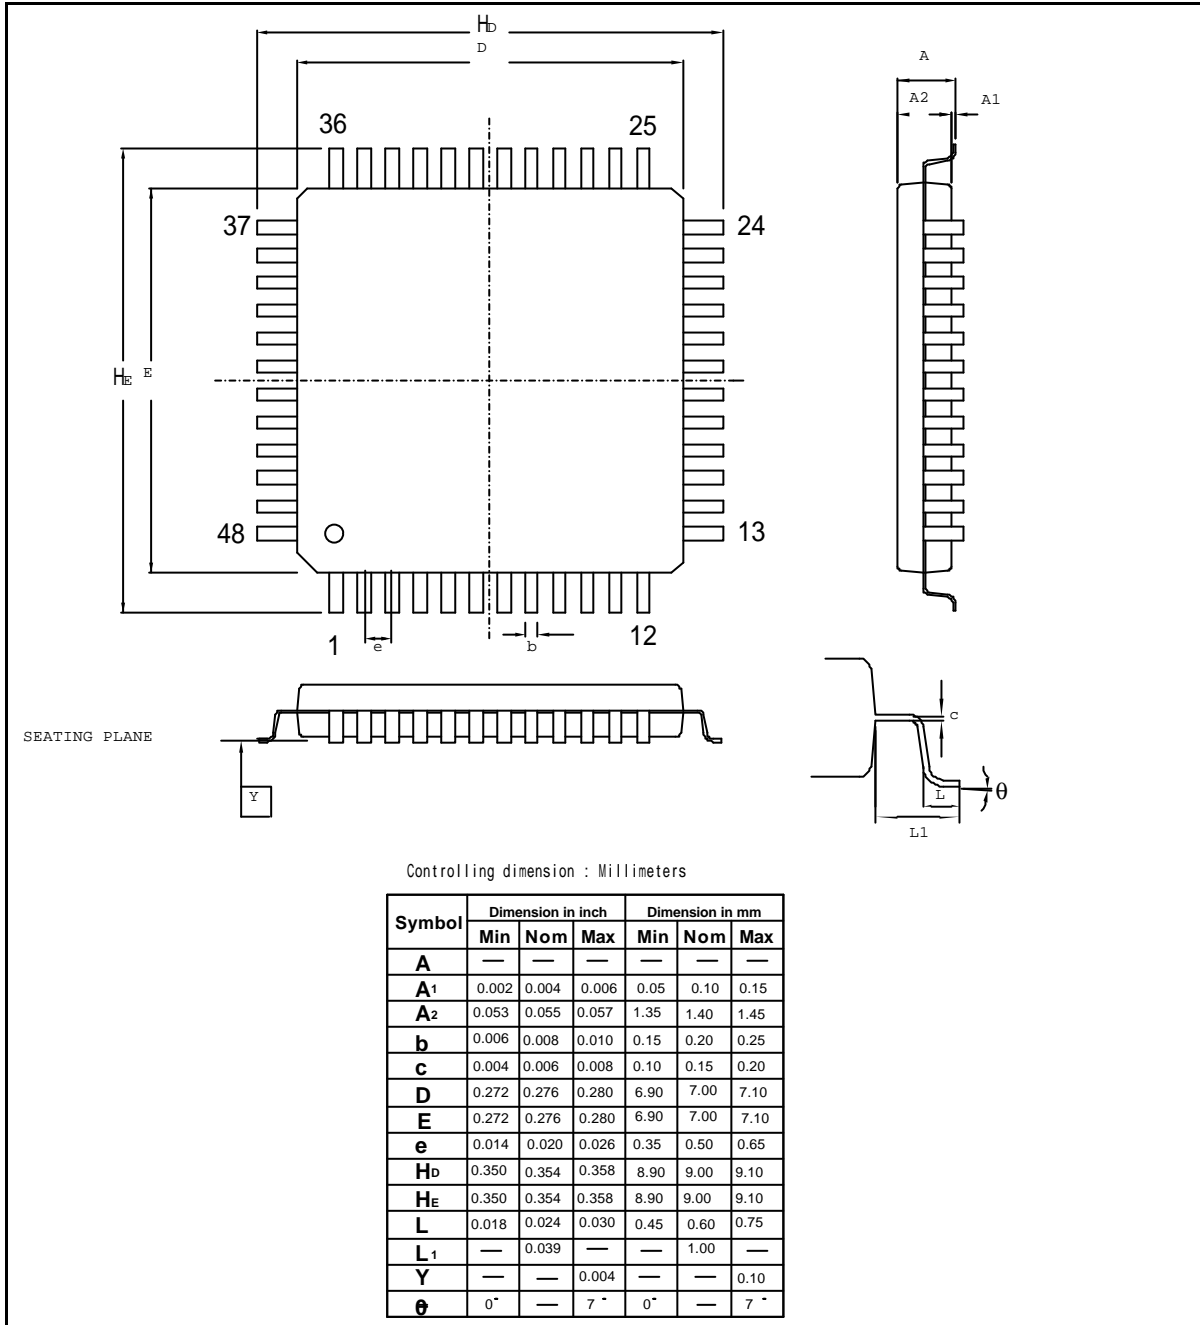 HD
D
A
A2 A1
36 25
37 24
HE E
48 13
1 e b 12
SEATING PLANE
Y
c
L θ
L1
Controlling dimension : Millimeters
Symbol Dimension in inch Dimension in mm
Min Nom Max Min Nom Max
A — — — — — —
A1 0.002 0.004 0.006 0.05 0.10 0.15
A2 0.053 0.055 0.057 1.35 1.40 1.45
b 0.006 0.008 0.010 0.15 0.20 0.25
c 0.004 0.006 0.008 0.10 0.15 0.20
D 0.272 0.276 0.280 6.90 7.00 7.10
E 0.272 0.276 0.280 6.90 7.00 7.10
e 0.014 0.020 0.026 0.35 0.50 0.65
HD 0.350 0.354 0.358 8.90 9.00 9.10
HE 0.350 0.354 0.358 8.90 9.00 9.10
L 0.018 0.024 0.030 0.45 0.60 0.75
L1 — 0.039 — — 1.00 —
Y — — 0.004 — — 0.10
θ 0° — 7° 0° — 7°